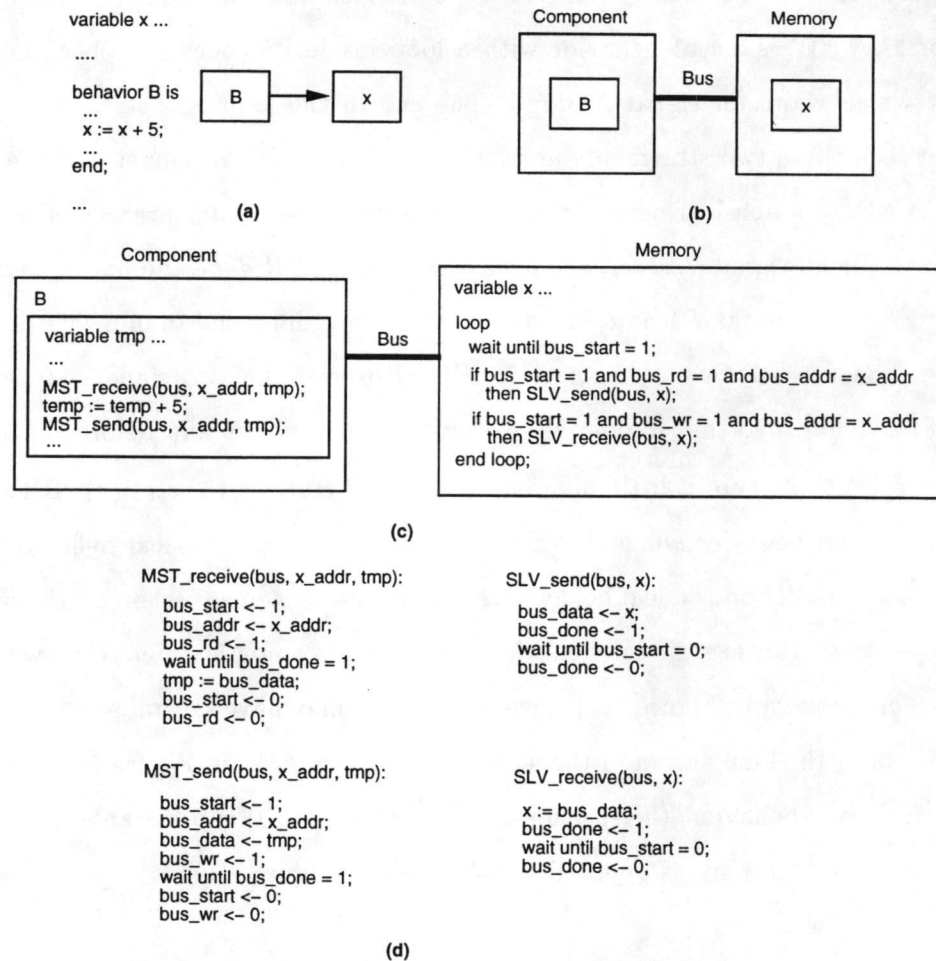 variable x ...
....
behavior B is
...
x := x + 5;
...
end;
...
B
x
(a)
Component
Memory
B
Bus
x
(b)
Component
B
variable tmp ...
...
MST_receive(bus, x_addr, tmp);
temp := temp + 5;
MST_send(bus, x_addr, tmp);
...
Bus
Memory
variable x ...
loop
wait until bus_start = 1;
if bus_start = 1 and bus_rd = 1 and bus_addr = x_addr
then SLV_send(bus, x);
if bus_start = 1 and bus_wr = 1 and bus_addr = x_addr
then SLV_receive(bus, x);
end loop;
(c)
MST_receive(bus, x_addr, tmp):
bus_start <– 1;
bus_addr <– x_addr;
bus_rd <– 1;
wait until bus_done = 1;
tmp := bus_data;
bus_start <– 0;
bus_rd <– 0;
SLV_send(bus, x):
bus_data <– x;
bus_done <– 1;
wait until bus_start = 0;
bus_done <– 0;
MST_send(bus, x_addr, tmp):
bus_start <– 1;
bus_addr <– x_addr;
bus_data <– tmp;
bus_wr <– 1;
wait until bus_done = 1;
bus_start <– 0;
bus_wr <– 0;
SLV_receive(bus, x):
x := bus_data;
bus_done <– 1;
wait until bus_start = 0;
bus_done <– 0;
(d)